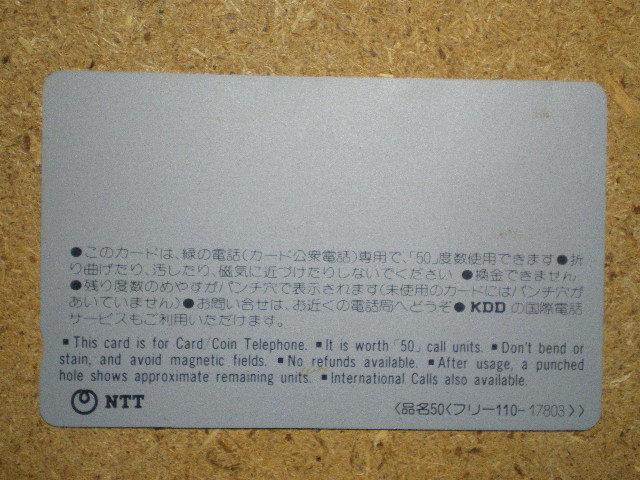 ●このカードは、緑の電話(カード公衆電話)専用で、「50」度数使用できます●折
り曲げたり、汚したり、磁気に近づけたりしないでください ●換金できません
●残り度数のめやすがパンチ穴で表示されます(未使用のカードにはパンチ穴が
あいていません)●お問い合せは、お近くの電話局へどうぞ● KDD の国際電話
サービスもご利用いただけます。
■ This card is for Card/Coin Telephone. ■ It is worth「50」call units. ■ Don't bend or
stain, and avoid magnetic fields. ■ No refunds available. ■ After usage, a punched
hole shows approximate remaining units. ■ International Calls also available.
NTT
〈品名50〈フリー110-17803〉〉